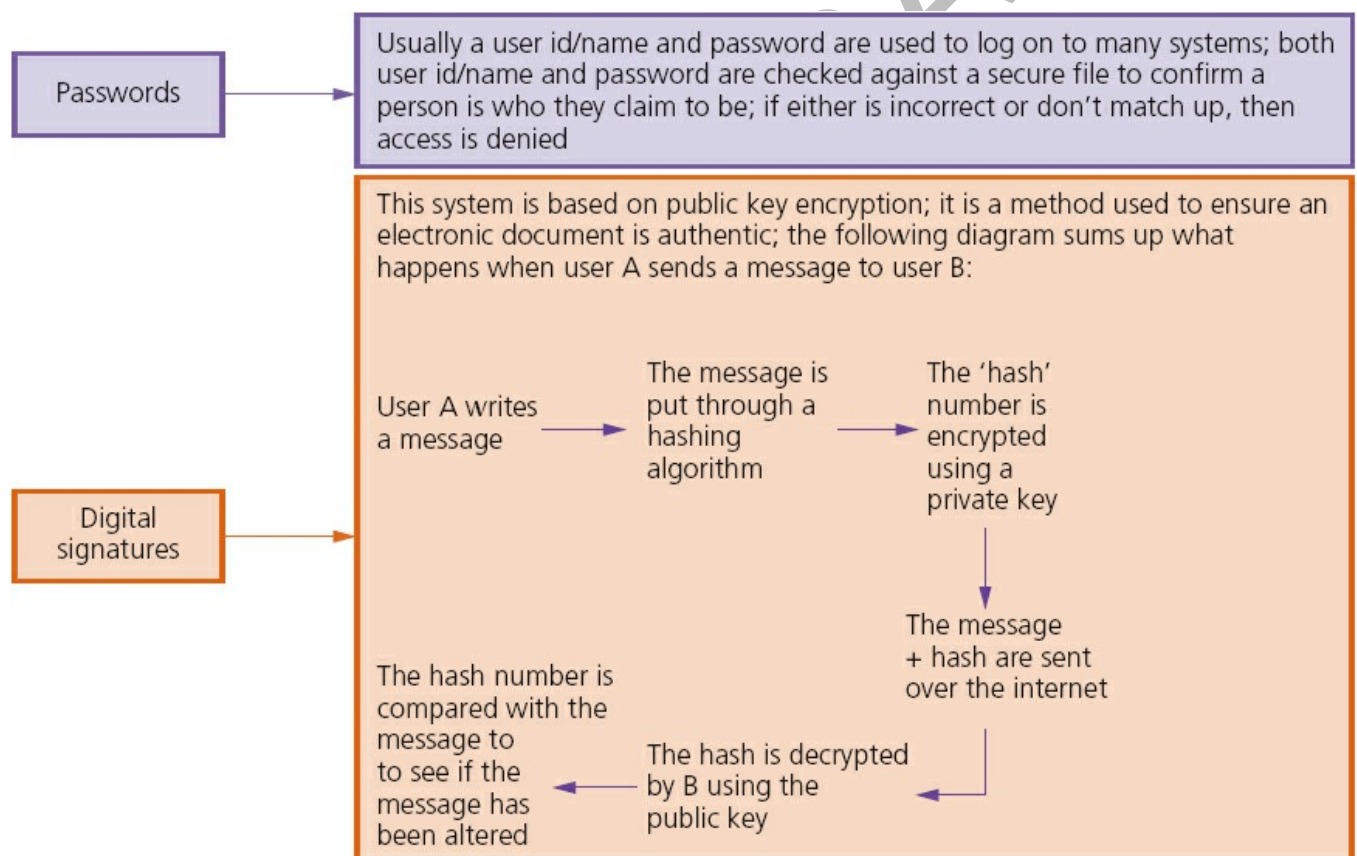 Passwords
Usually a user id/name and password are used to log on to many systems; both
user id/name and password are checked against a secure file to confirm a
person is who they claim to be; if either is incorrect or don’t match up, then
access is denied
Digital
signatures
This system is based on public key encryption; it is a method used to ensure an
electronic document is authentic; the following diagram sums up what
happens when user A sends a message to user B:
User A writes
a message
The message is
put through a
hashing
algorithm
The ‘hash’
number is
encrypted
using a
private key
The message
+ hash are sent
over the internet
The hash is decrypted
by B using the
public key
The hash number is
compared with the
message to
to see if the
message has
been altered